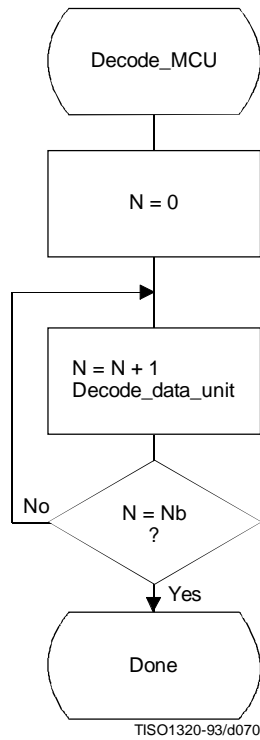 Decode_MCU
N = 0
N = N + 1
Decode_data_unit
N = Nb
?
No
Yes
Done
TISO1320-93/d070